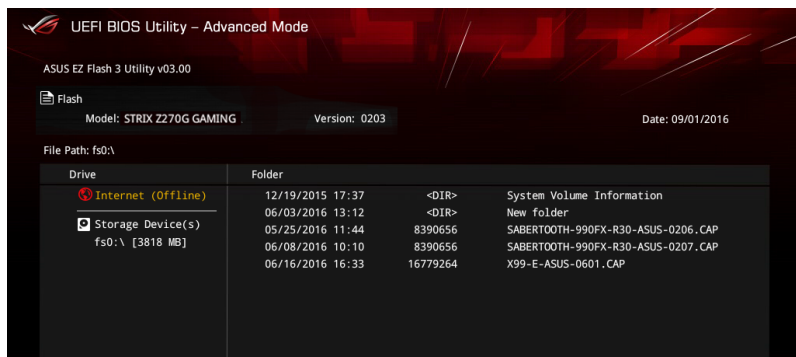 UEFI BIOS Utility – Advanced Mode
ASUS EZ Flash 3 Utility v03.00
Flash
Model: STRIX Z270G GAMING Version: 0203 Date: 09/01/2016
File Path: fs0:\
Drive Folder
Internet (Offline) 12/19/2015 17:37 <DIR> System Volume Information
06/03/2016 13:12 <DIR> New folder
Storage Device(s) 05/25/2016 11:44 8390656 SABERTOOTH-990FX-R30-ASUS-0206.CAP
fs0:\ [3818 MB] 06/08/2016 10:10 8390656 SABERTOOTH-990FX-R30-ASUS-0207.CAP
06/16/2016 16:33 16779264 X99-E-ASUS-0601.CAP